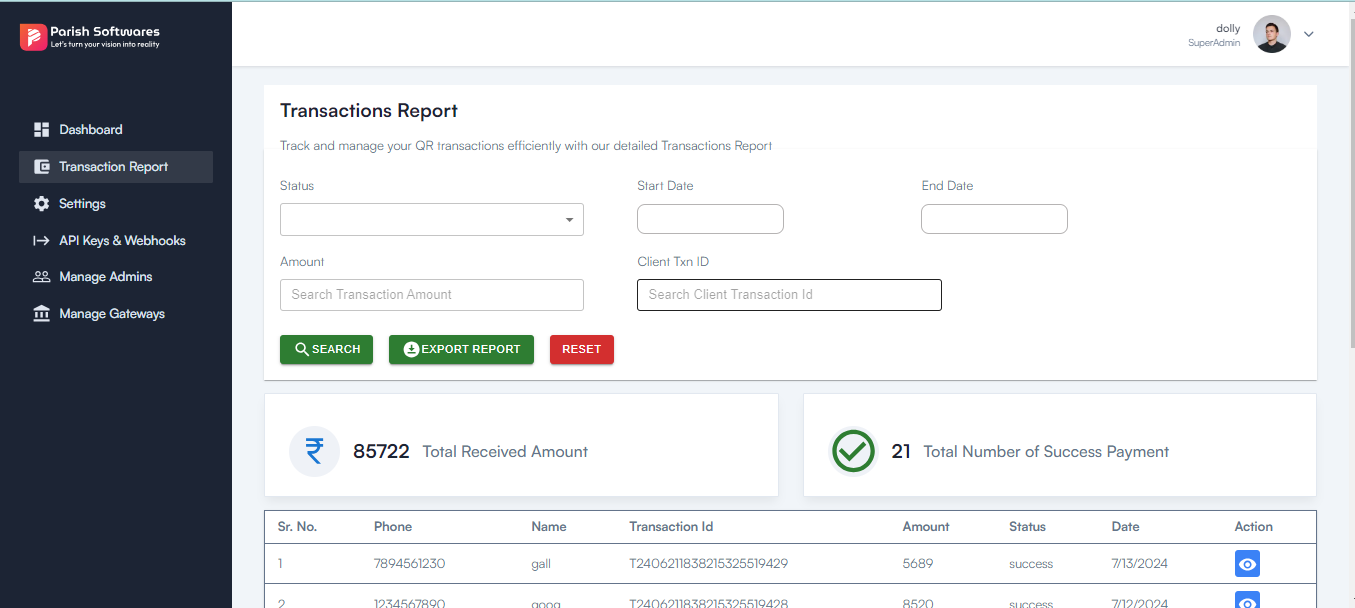 Parish Softwares
Let's turn your vision into reality
dolly
SuperAdmin
Dashboard
Transaction Report
Settings
API Keys & Webhooks
Manage Admins
Manage Gateways
Transactions Report
Track and manage your QR transactions efficiently with our detailed Transactions Report
Status
Start Date
End Date
Amount
Client Txn ID
Search Transaction Amount
Search Client Transaction Id
SEARCH
EXPORT REPORT
RESET
₹ 85722 Total Received Amount
21 Total Number of Success Payment
Sr. No. Phone Name Transaction Id Amount Status Date Action
1 7894561230 gall T2406211838215325519429 5689 success 7/13/2024
2 1234567890 goog T2406211838215325519428 8520 success 7/12/2024